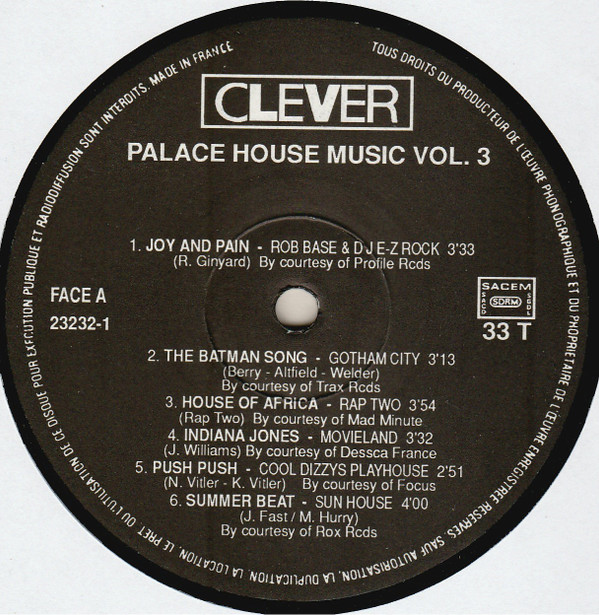 CLEVER
PALACE HOUSE MUSIC VOL. 3
1. JOY AND PAIN - ROB BASE & D J E-Z ROCK 3'33
(R. Ginyard) By courtesy of Profile Rcds
FACE A
23232-1
SACEM
SACD
SDRM
SGDL
33 T
2. THE BATMAN SONG - GOTHAM CITY 3'13
(Berry - Altfield - Welder)
By courtesy of Trax Rcds
3. HOUSE OF AFRICA - RAP TWO 3'54
(Rap Two) By courtesy of Mad Minute
4. INDIANA JONES - MOVIELAND 3'32
(J. Williams) By courtesy of Dessca France
5. PUSH PUSH - COOL DIZZYS PLAYHOUSE 2'51
(N. Vitler - K. Vitler) By courtesy of Focus
6. SUMMER BEAT - SUN HOUSE 4'00
(J. Fast / M. Hurry)
By courtesy of Rox Rcds
TOUS DROITS DU PRODUCTEUR DE L'ŒUVRE PHONOGRAPHIQUE ET DU PROPRIETAIRE DE L'ŒUVRE ENREGISTREE RESERVES. SAUF AUTORISATION, LA DUPLICATION, LA LOCATION, LE PRET OU L'UTILISATION DE CE DISQUE POUR EXECUTION PUBLIQUE ET RADIODIFFUSION SONT INTERDITS. MADE IN FRANCE